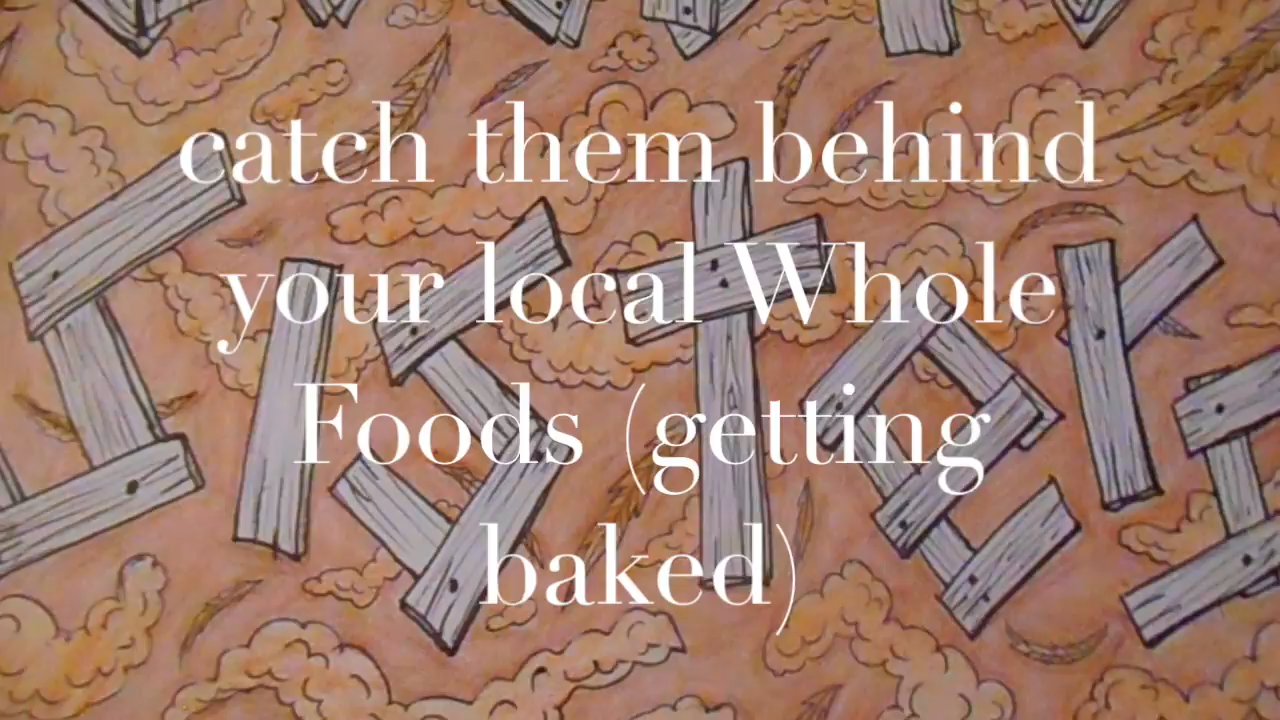 catch them behind
your local Whole
Foods (getting
baked)